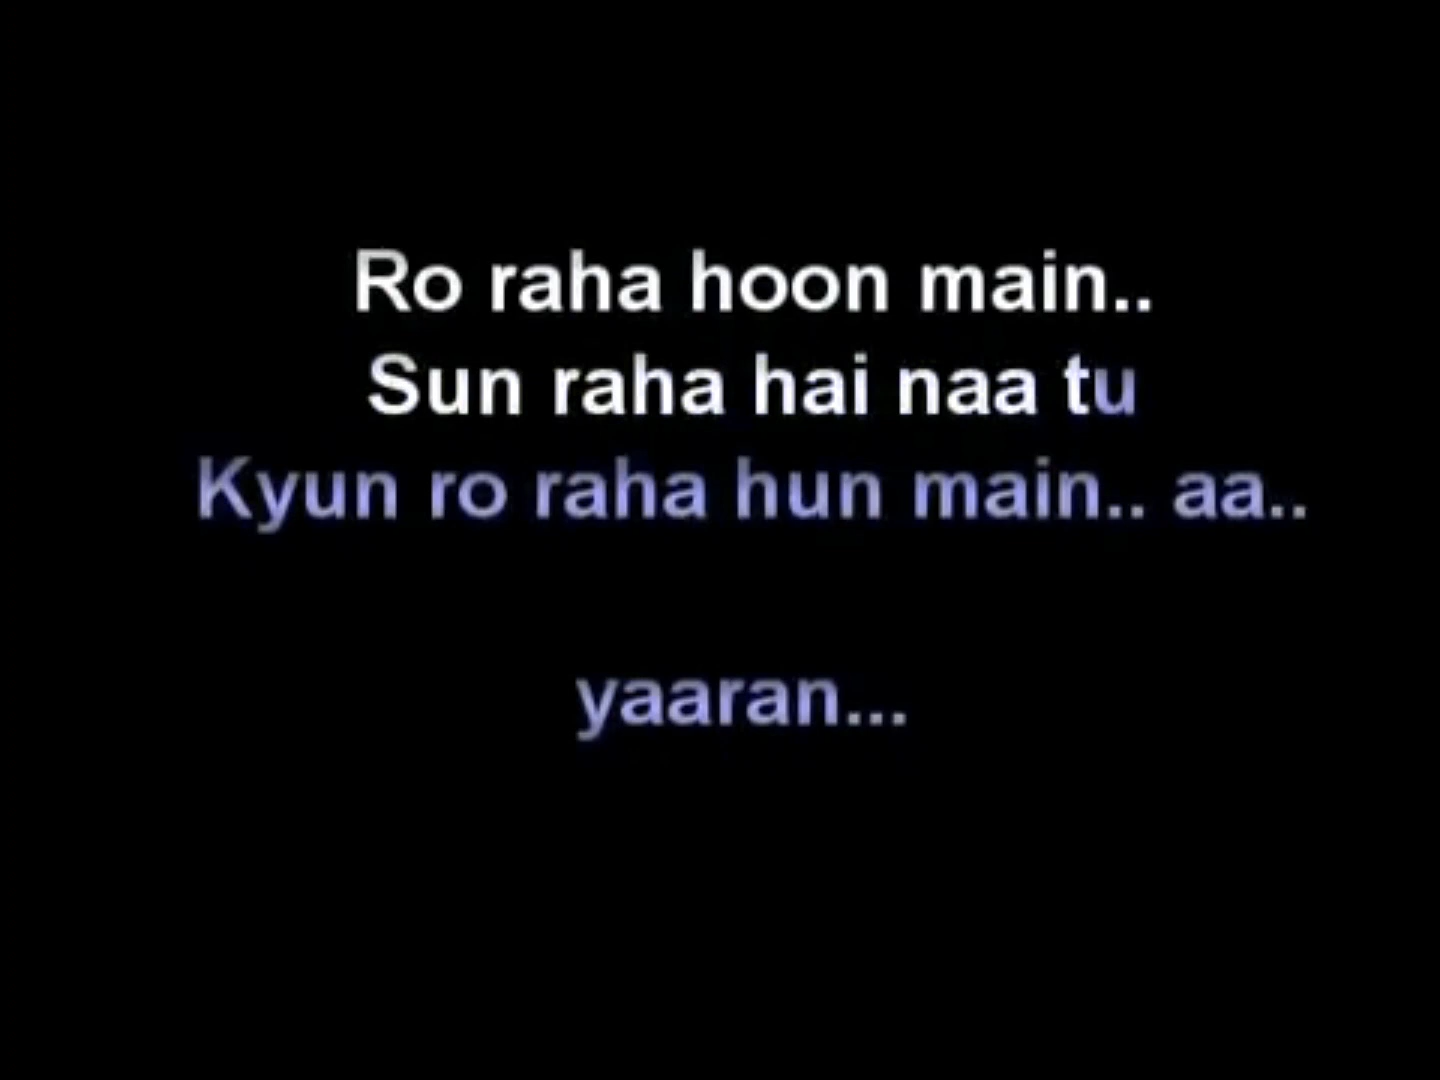 Ro raha hoon main..
Sun raha hai naa tu
Kyun ro raha hun main.. aa..
yaaran...